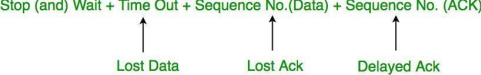 Stop (and) Wait + Time Out + Sequence No.(Data) + Sequence No. (ACK)
Lost Data Lost Ack Delayed Ack